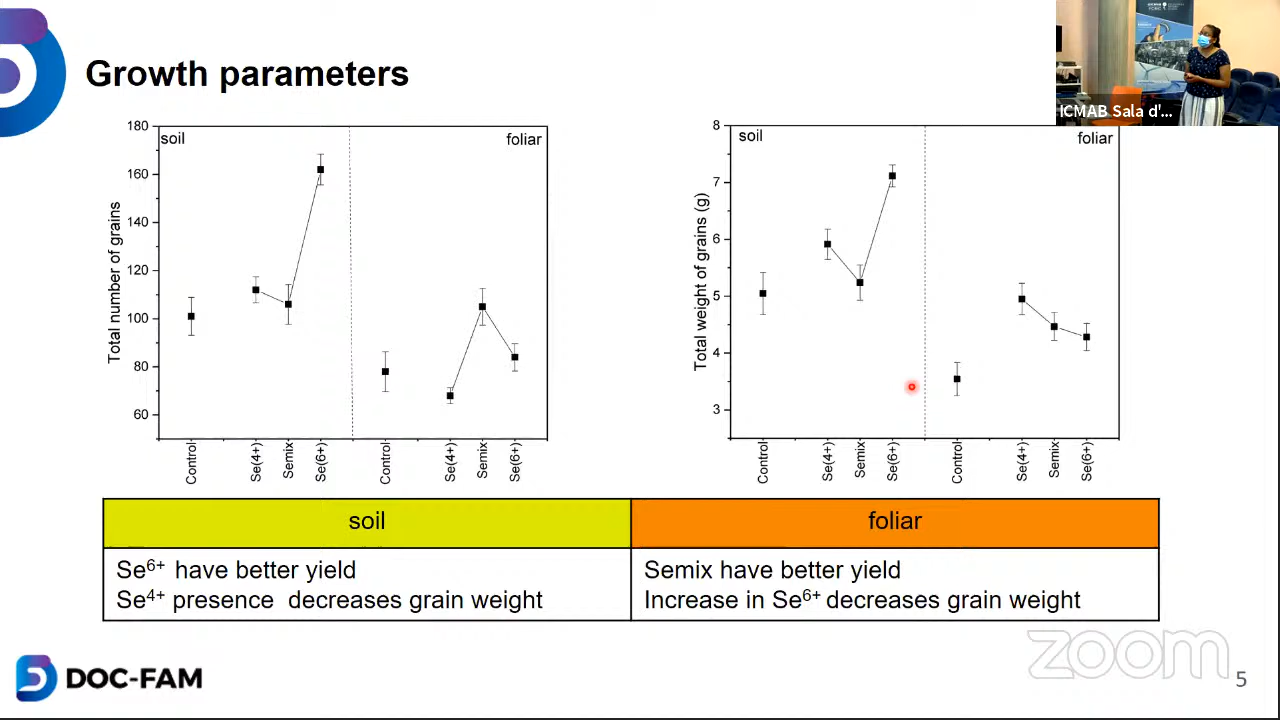 Growth parameters
ICMAB Sala d'...
180
160
140
120
100
80
60
Total number of grains
soil
foliar
Control
Se(4+)
Semix
Se(6+)
Control
Se(4+)
Semix
Se(6+)
8
7
6
5
4
3
Total weight of grains (g)
soil
foliar
Control
Se(4+)
Semix
Se(6+)
Control
Se(4+)
Semix
Se(6+)
soil
foliar
Se⁶⁺ have better yield
Se⁴⁺ presence decreases grain weight
Semix have better yield
Increase in Se⁶⁺ decreases grain weight
DOC-FAM
zoom
5